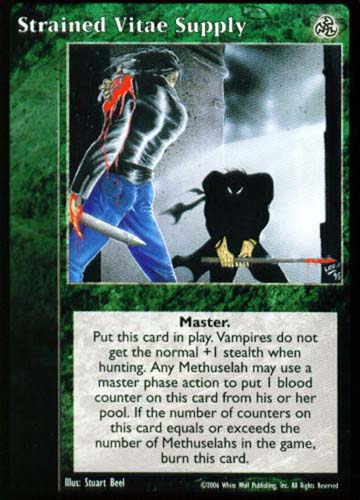 Strained Vitae Supply
Master.
Put this card in play. Vampires do not
get the normal +1 stealth when
hunting. Any Methuselah may use a
master phase action to put 1 blood
counter on this card from his or her
pool. If the number of counters on
this card equals or exceeds the
number of Methuselahs in the game,
burn this card.
Illus: Stuart Beel
©2006 White Wolf Publishing, Inc. All Rights Reserved